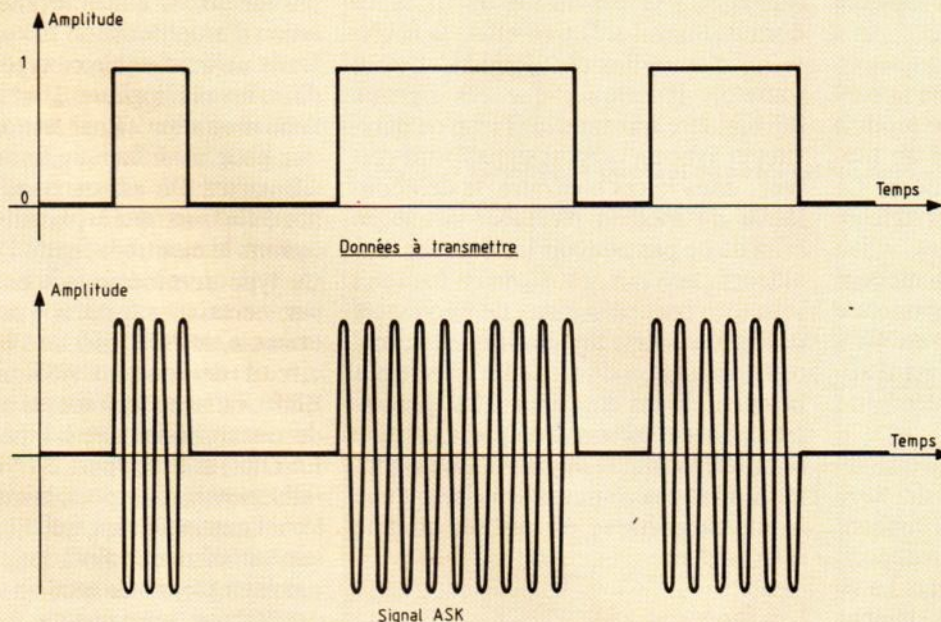 Amplitude
1
0
Temps
Données à transmettre
Amplitude
Temps
Signal ASK